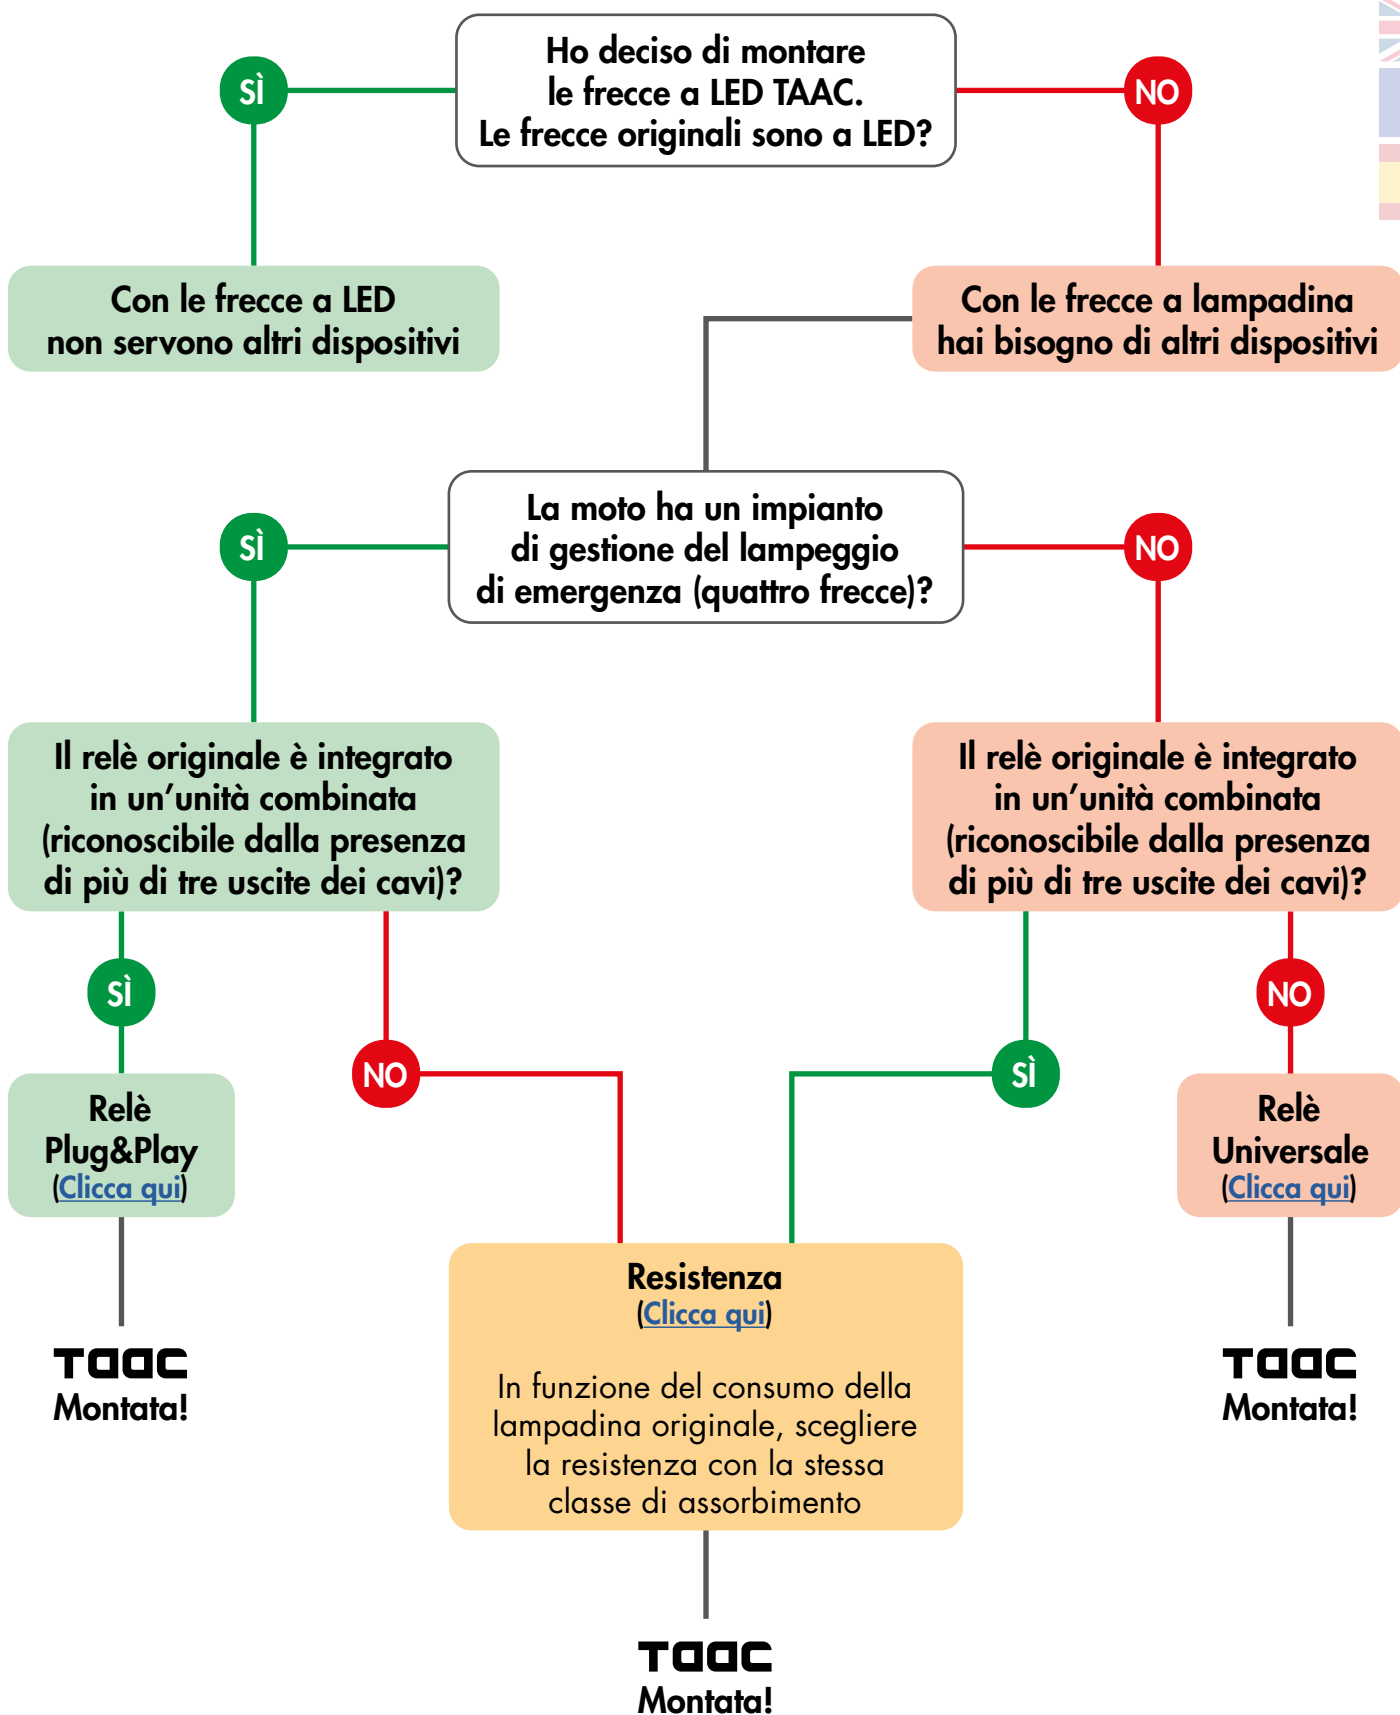 Ho deciso di montare
le frecce a LED TAAC.
Le frecce originali sono a LED?
SÌ
NO
Con le frecce a LED
non servono altri dispositivi
Con le frecce a lampadina
hai bisogno di altri dispositivi
La moto ha un impianto
di gestione del lampeggio
di emergenza (quattro frecce)?
SÌ
NO
Il relè originale è integrato
in un’unità combinata
(riconoscibile dalla presenza
di più di tre uscite dei cavi)?
Il relè originale è integrato
in un’unità combinata
(riconoscibile dalla presenza
di più di tre uscite dei cavi)?
SÌ
NO
SÌ
NO
Relè
Plug&Play
(Clicca qui)
Relè
Universale
(Clicca qui)
Resistenza
(Clicca qui)
In funzione del consumo della
lampadina originale, scegliere
la resistenza con la stessa
classe di assorbimento
TAAC
Montata!
TAAC
Montata!
TAAC
Montata!